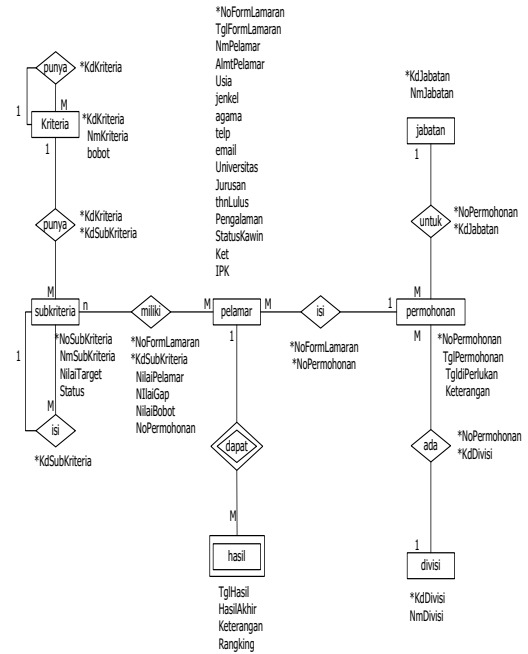 *NoFormLamaran
TglFormLamaran
NmPelamar
AlmtPelamar
Usia
jenkel
agama
telp
email
Universitas
Jurusan
thnLulus
Pengalaman
StatusKawin
Ket
IPK
punya
*KdKriteria
1
M
Kriteria
*KdKriteria
NmKriteria
bobot
1
punya
*KdKriteria
*KdSubKriteria
M
*KdJabatan
NmJabatan
jabatan
1
untuk
*NoPermohonan
*KdJabatan
M
subkriteria
n
miliki
M
pelamar
M
isi
1
permohonan
*NoSubKriteria
NmSubKriteria
NilaiTarget
Status
1
M
isi
*KdSubKriteria
*NoFormLamaran
*KdSubKriteria
NilaiPelamar
NIlaiGap
NilaiBobot
NoPermohonan
*NoFormLamaran
*NoPermohonan
M
*NoPermohonan
TglPermohonan
TgldiPerlukan
Keterangan
1
dapat
M
hasil
TglHasil
HasilAkhir
Keterangan
Rangking
ada
*NoPermohonan
*KdDivisi
1
divisi
*KdDivisi
NmDivisi